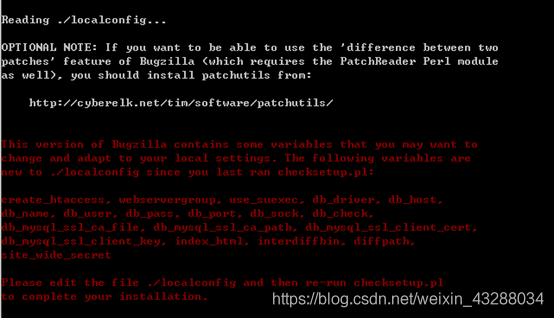 Reading ./localconfig...
OPTIONAL NOTE: If you want to be able to use the 'difference between two
patches' feature of Bugzilla (which requires the PatchReader Perl module
as well), you should install patchutils from:
http://cyberelk.net/tim/software/patchutils/
This version of Bugzilla contains some variables that you may want to
change and adapt to your local settings. The following variables are
new to ./localconfig since you last ran checksetup.pl:
create_htaccess, webservergroup, use_suexec, db_driver, db_host,
db_name, db_user, db_pass, db_port, db_sock, db_check,
db_mysql_ssl_ca_file, db_mysql_ssl_ca_path, db_mysql_ssl_client_cert,
db_mysql_ssl_client_key, index_html, interdiffbin, diffpath,
site_wide_secret
Please edit the file ./localconfig and then re-run checksetup.pl
to complete your installation.
https://blog.csdn.net/weixin_43288034